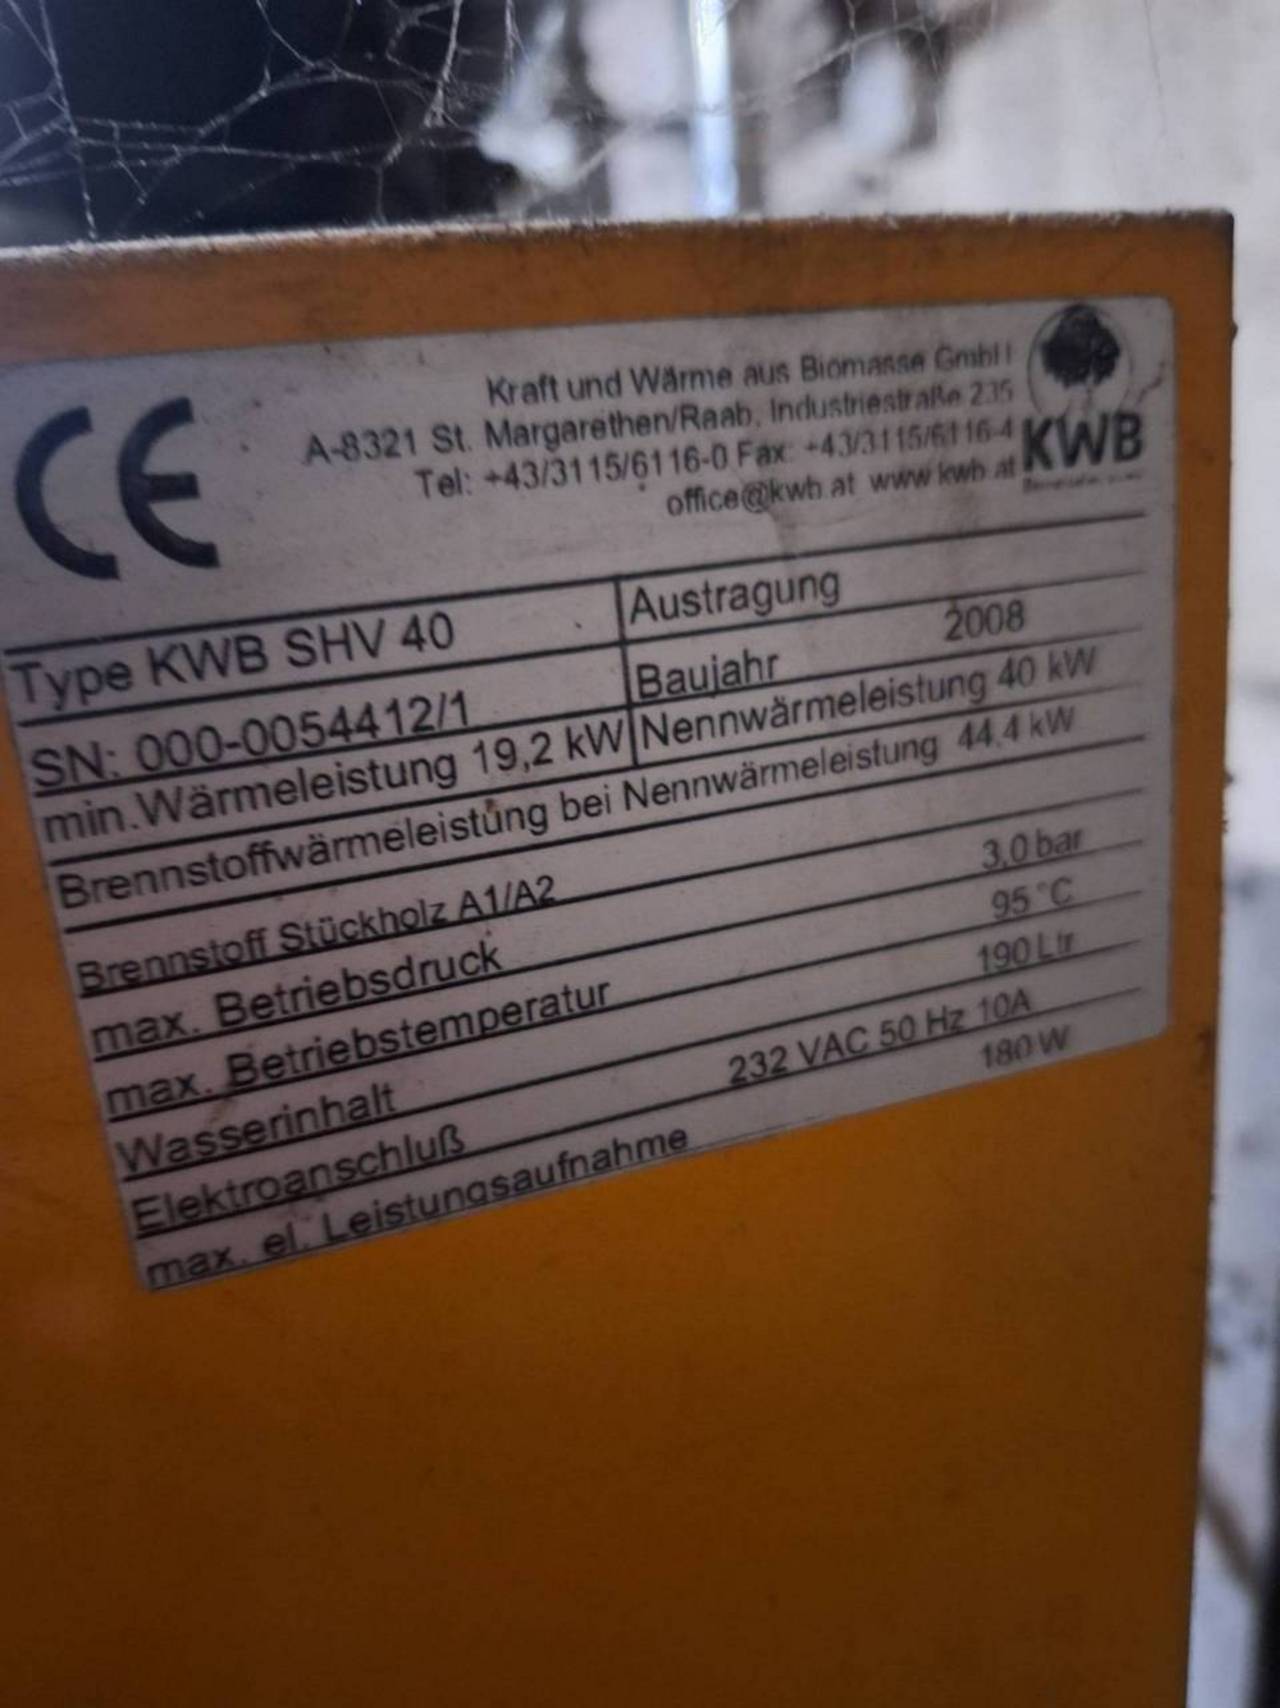 CE
Kraft und Wärme aus Biomasse GmbH
A-8321 St. Margarethen/Raab, Industriestraße 235
Tel: +43/3115/6116-0 Fax: +43/3115/6116-4
office@kwb.at www.kwb.at
KWB
Type KWB SHV 40
Austragung
SN: 000-0054412/1
Baujahr 2008
min.Wärmeleistung 19,2 kW
Nennwärmeleistung 40 kW
Brennstoffwärmeleistung bei Nennwärmeleistung 44.4 kW
Brennstoff Stückholz A1/A2
max. Betriebsdruck 3,0 bar
max. Betriebstemperatur 95 °C
Wasserinhalt 190 Ltr
Elektroanschluß 232 VAC 50 Hz 10A
max. el. Leistungsaufnahme 180 W